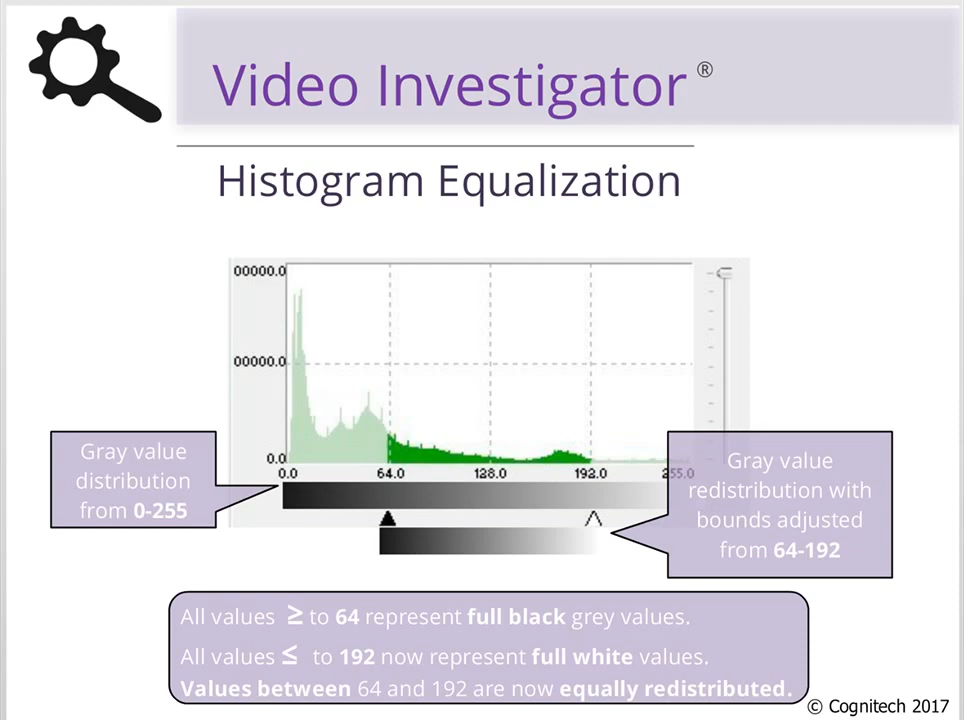 Video Investigator ®
Histogram Equalization
00000.0
00000.0
0.0
0.0 64.0 128.0 192.0 255.0
Gray value
distribution
from 0-255
Gray value
redistribution with
bounds adjusted
from 64-192
All values ≥ to 64 represent full black grey values.
All values ≤ to 192 now represent full white values.
Values between 64 and 192 are now equally redistributed.
© Cognitech 2017